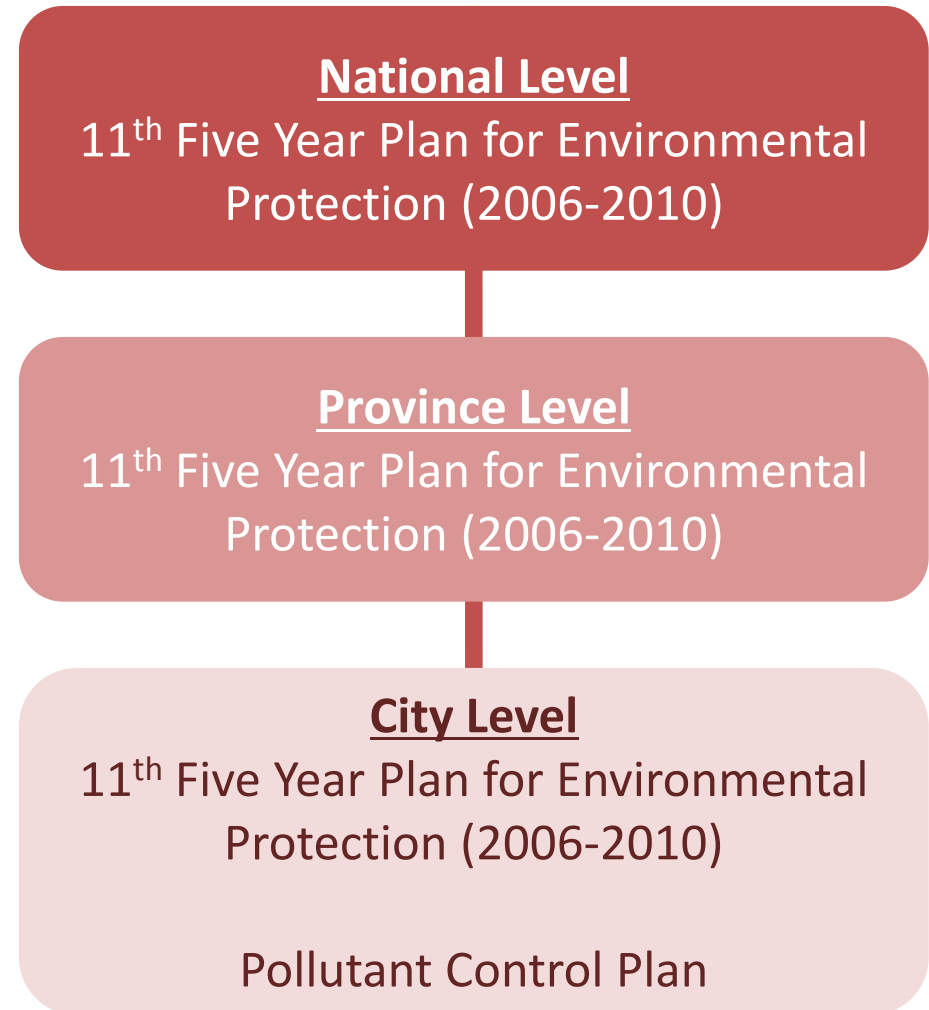 National Level
11th Five Year Plan for Environmental
Protection (2006-2010)
Province Level
11th Five Year Plan for Environmental
Protection (2006-2010)
City Level
11th Five Year Plan for Environmental
Protection (2006-2010)
Pollutant Control Plan